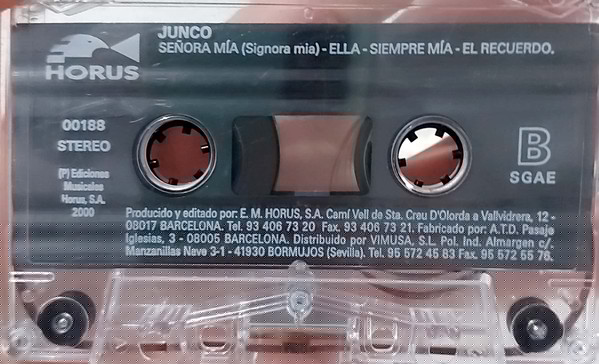 JUNCO
SEÑORA MÍA (Signora mia) - ELLA - SIEMPRE MÍA - EL RECUERDO.
HORUS
00188
STEREO
(P) Ediciones
Musicales
Horus, S.A.
2000
B
SGAE
Producido y editado por: E. M. HORUS, S.A. Camí Vell de Sta. Creu D'Olorda a Vallvidrera, 12 -
08017 BARCELONA. Tel. 93 406 73 20 Fax. 93 406 73 21. Fabricado por: A.T.D. Pasaje
Iglesias, 3 - 08005 BARCELONA. Distribuido por VIMUSA, S.L. Pol. Ind. Almargen c/.
Manzanillas Nave 3-1 - 41930 BORMUJOS (Sevilla). Tel. 95 572 45 83 Fax. 95 572 55 76.